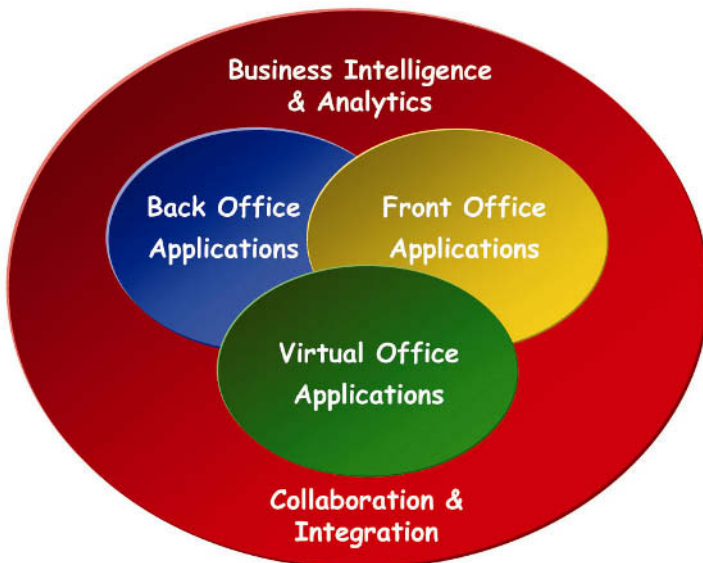 Business Intelligence
& Analytics
Back Office
Applications
Front Office
Applications
Virtual Office
Applications
Collaboration &
Integration